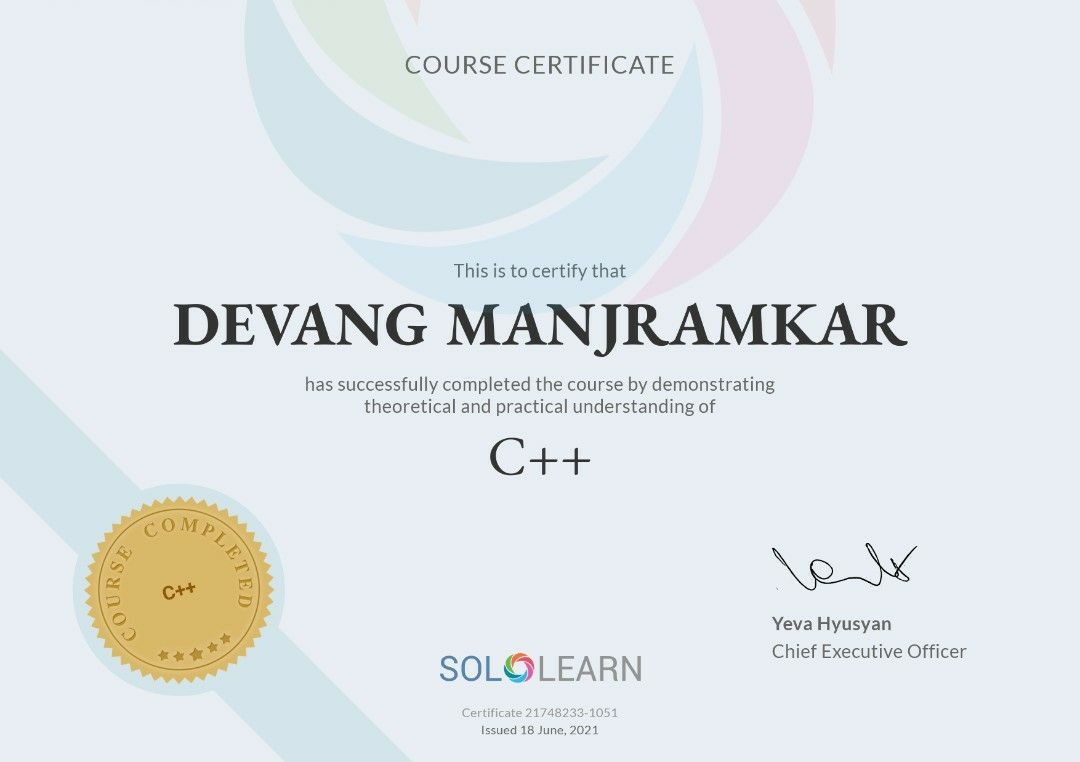 COURSE CERTIFICATE
This is to certify that
DEVANG MANJRAMKAR
has successfully completed the course by demonstrating
theoretical and practical understanding of
C++
COURSE COMPLETED
C++
Yeva Hyusyan
Chief Executive Officer
SOLOLEARN
Certificate 21748233-1051
Issued 18 June, 2021